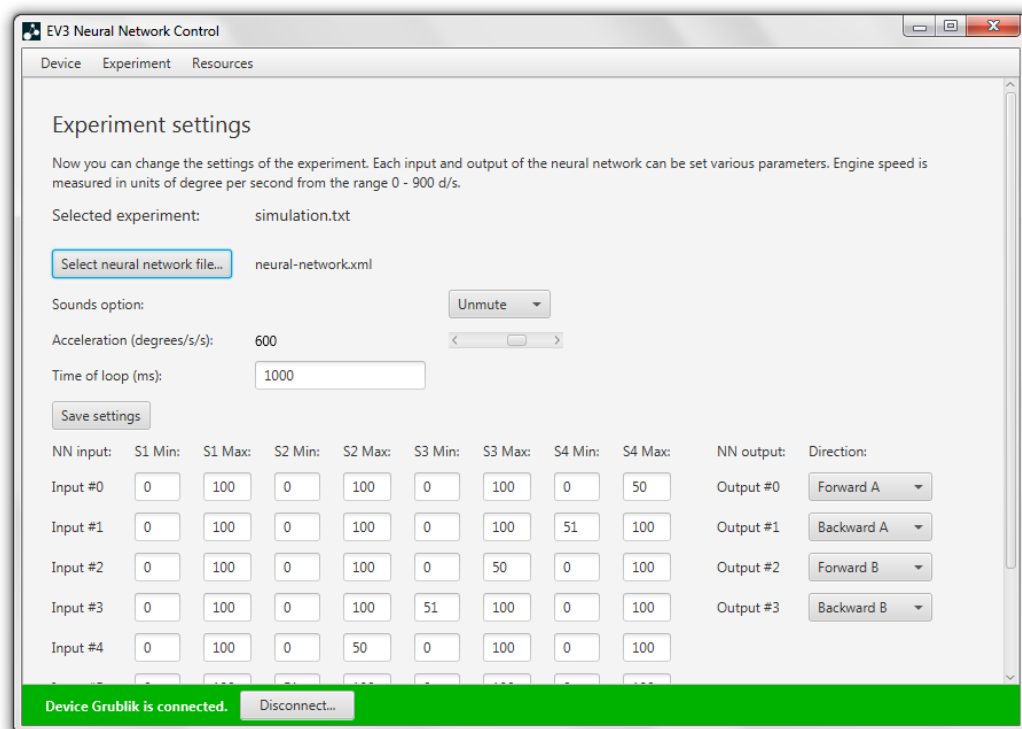 EV3 Neural Network Control
Device Experiment Resources
Experiment settings
Now you can change the settings of the experiment. Each input and output of the neural network can be set various parameters. Engine speed is
measured in units of degree per second from the range 0 - 900 d/s.
Selected experiment: simulation.txt
Select neural network file... neural-network.xml
Sounds option: Unmute
Acceleration (degrees/s/s): 600
Time of loop (ms): 1000
Save settings
NN input: S1 Min: S1 Max: S2 Min: S2 Max: S3 Min: S3 Max: S4 Min: S4 Max: NN output: Direction:
Input #0 0 100 0 100 0 100 0 50 Output #0 Forward A
Input #1 0 100 0 100 0 100 51 100 Output #1 Backward A
Input #2 0 100 0 100 0 50 0 100 Output #2 Forward B
Input #3 0 100 0 100 51 100 0 100 Output #3 Backward B
Input #4 0 100 0 50 0 100 0 100
Device Grublik is connected. Disconnect...